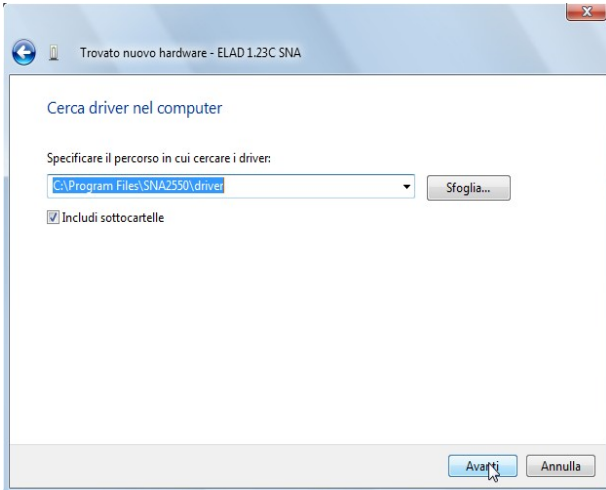 Trovato nuovo hardware - ELAD 1.23C SNA
Cerca driver nel computer
Specificare il percorso in cui cercare i driver:
C:\Program Files\SNA2550\driver
Sfoglia...
Includi sottocartelle
Avanti
Annulla